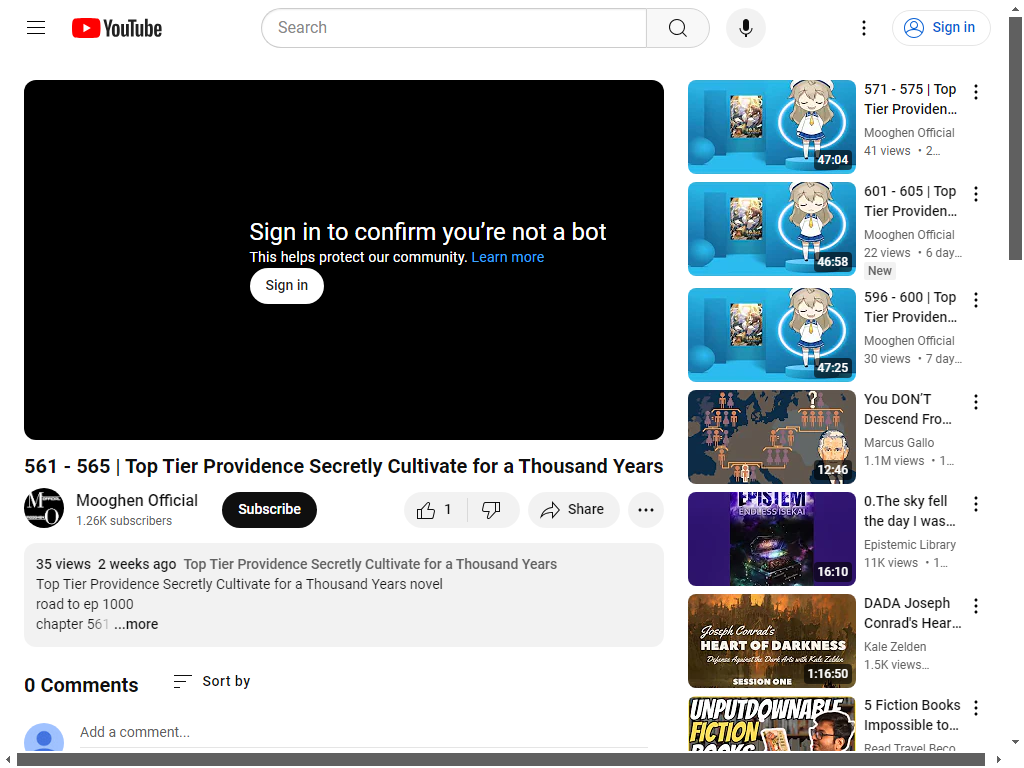 YouTube
Search
Sign in
Sign in to confirm you’re not a bot
This helps protect our community. Learn more
Sign in
561 - 565 | Top Tier Providence Secretly Cultivate for a Thousand Years
Mooghen Official
1.26K subscribers
Subscribe
1
Share
35 views 2 weeks ago Top Tier Providence Secretly Cultivate for a Thousand Years
Top Tier Providence Secretly Cultivate for a Thousand Years novel
road to ep 1000
chapter 561 ...more
0 Comments
Sort by
Add a comment...
47:04
571 - 575 | Top
Tier Providen...
Mooghen Official
41 views • 2...
46:58
601 - 605 | Top
Tier Providen...
Mooghen Official
22 views • 6 day...
New
47:25
596 - 600 | Top
Tier Providen...
Mooghen Official
30 views • 7 day...
?
12:46
You DON'T
Descend Fro...
Marcus Gallo
1.1M views • 1...
EPISTEM
ENDLESS ISEKAI
16:10
0.The sky fell
the day I was...
Epistemic Library
11K views • 1...
Joseph Conrad's
HEART OF DARKNESS
Defense Against the Dark Arts with Kale Zelden
SESSION ONE
1:16:50
DADA Joseph
Conrad's Hear...
Kale Zelden
1.5K views...
UNPUTDOWNABLE
FICTION
BOOKS
5 Fiction Books
Impossible to...
Read Travel Beco